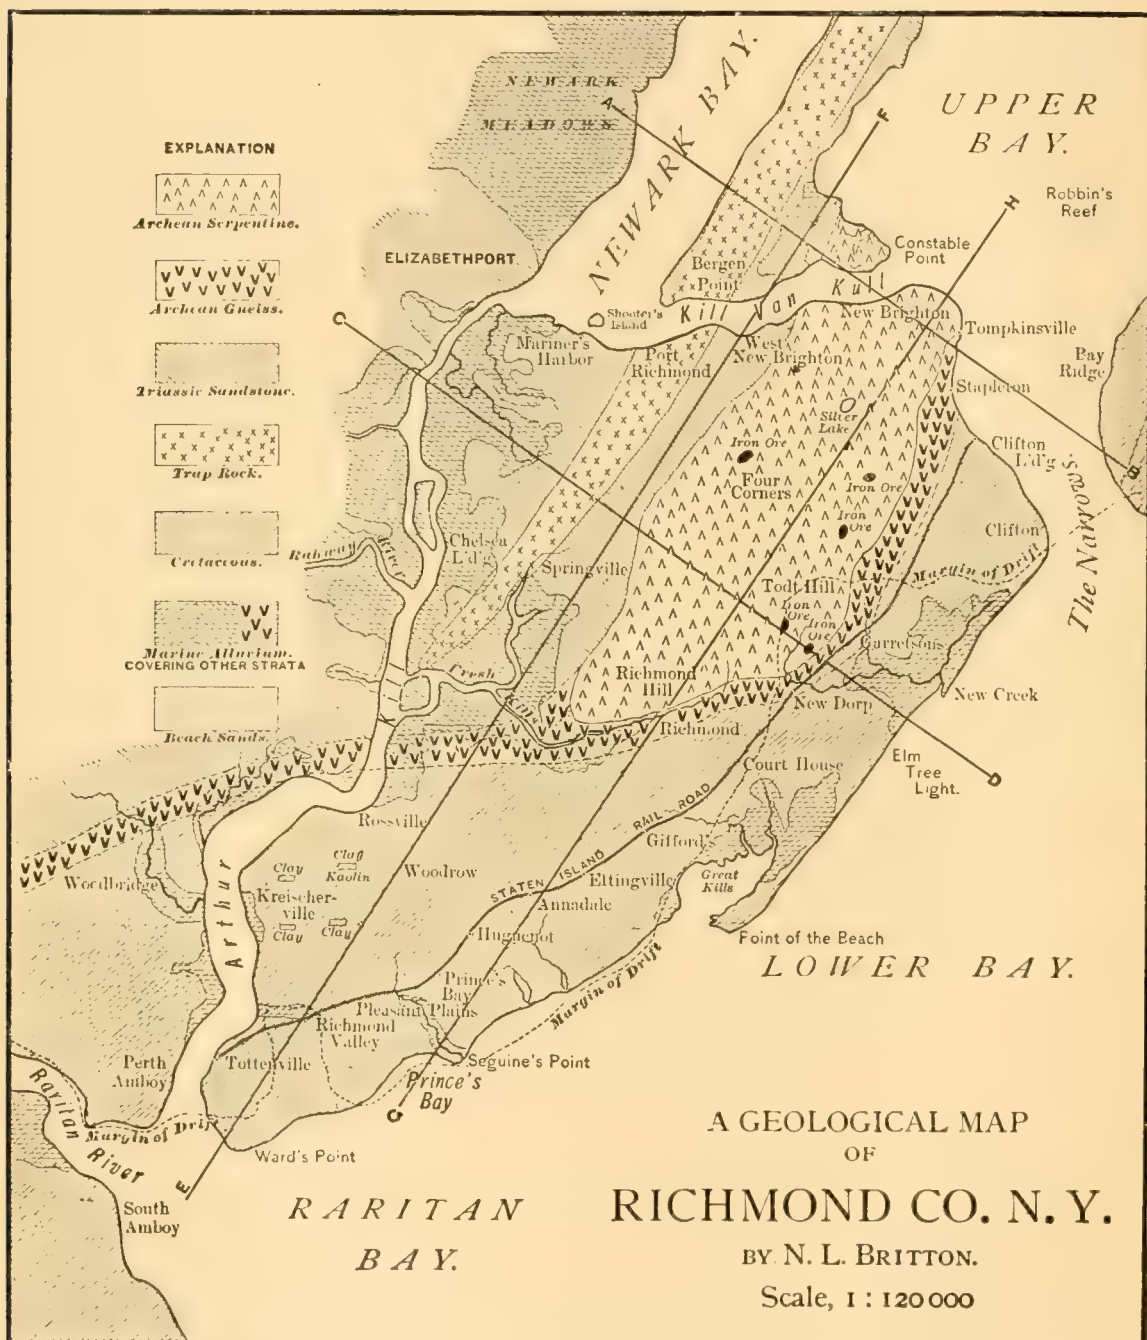 NEWARK
MEADOWS
NEWARK BAY.
UPPER
BAY.
A
F
H
Robbin's
Reef
EXPLANATION
Archean Serpentine.
Archean Gneiss.
Triassic Sandstone.
Trap Rock.
Cretacious.
Marine Alluvium.
COVERING OTHER STRATA
Beach Sands.
ELIZABETHPORT
Bergen
Point
Constable
Point
Kill Van Kull
C
Shooter's
Island
Mariner's
Harbor
Port
Richmond
West
New Brighton
New Brighton
Tompkinsville
Bay
Ridge
Stapleton
Silver
Lake
Iron Ore
Four
Corners
Iron Ore
Iron
Ore
Clifton
L'd'g.
B
The Narrows.
Clifton
Margin of Drift
Chelsea
L'd'g
Springville
Rahway River
Todt Hill
Iron
Ore
Iron
Ore
Garretsons
Fresh Kills
Richmond
Hill
New Dorp
New Creek
Richmond
K
Court House
Elm
Tree
Light.
D
Rossville
STATEN ISLAND RAIL ROAD
Gifford's
Great
Kills
Woodbridge
Clay
Clay
Kaolin
Woodrow
Eltingville
Kreischer-
ville
Annadale
Clay
Clay
Huguenot
Arthur
Point of the Beach
LOWER BAY.
Prince's
Bay
Pleasant Plains
Margin of Drift
Richmond
Valley
Perth
Amboy
Tottenville
Seguine's Point
Prince's
Bay
G
Raritan
River
Margin of Drift
Ward's Point
E
South
Amboy
RARITAN
BAY.
A GEOLOGICAL MAP
OF
RICHMOND CO. N. Y.
BY N. L. BRITTON.
Scale, 1 : 120000